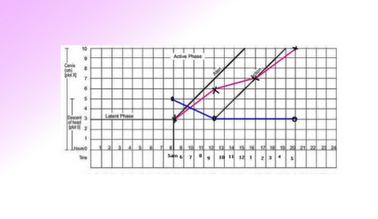 10
Active Phase
9
Cervix
(cm)
[plot X]
8
7
6
5
Descent
of head
[plot 0]
4
3
Latent Phase
2
1
Hours 0 1 2 3 4 5 6 7 8 9 10 11 12 13 14 15 16 17 18 19 20 21 22 23 24
Time 5am 6 7 8 9 10 11 12 1 2 3 4 5